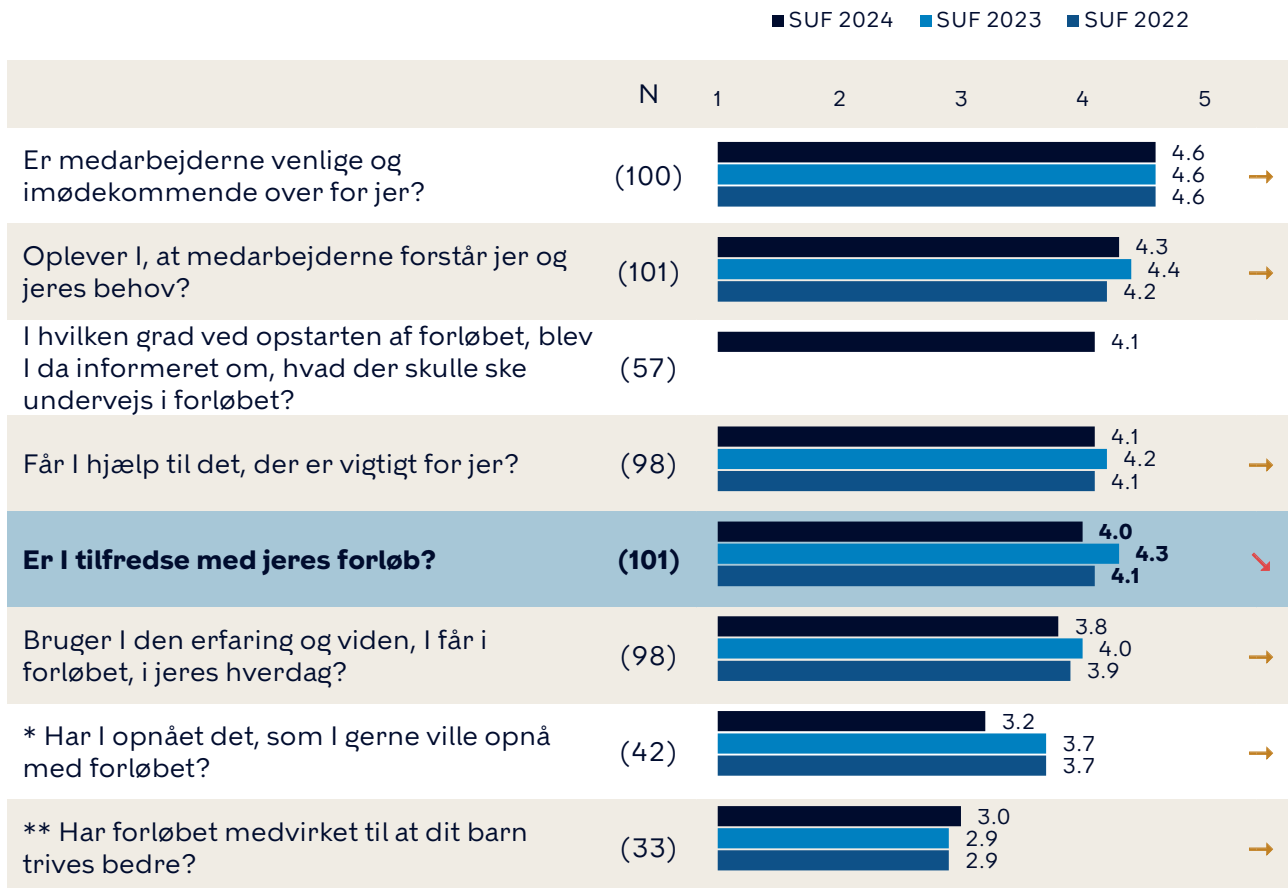 SUF 2024 SUF 2023 SUF 2022
N 1 2 3 4 5
Er medarbejderne venlige og
imødekommende over for jer?
(100)
4.6
4.6
4.6
Oplever I, at medarbejderne forstår jer og
jeres behov?
(101)
4.3
4.4
4.2
I hvilken grad ved opstarten af forløbet, blev
I da informeret om, hvad der skulle ske
undervejs i forløbet?
(57)
4.1
Får I hjælp til det, der er vigtigt for jer?
(98)
4.1
4.2
4.1
Er I tilfredse med jeres forløb?
(101)
4.0
4.3
4.1
Bruger I den erfaring og viden, I får i
forløbet, i jeres hverdag?
(98)
3.8
4.0
3.9
* Har I opnået det, som I gerne ville opnå
med forløbet?
(42)
3.2
3.7
3.7
** Har forløbet medvirket til at dit barn
trives bedre?
(33)
3.0
2.9
2.9